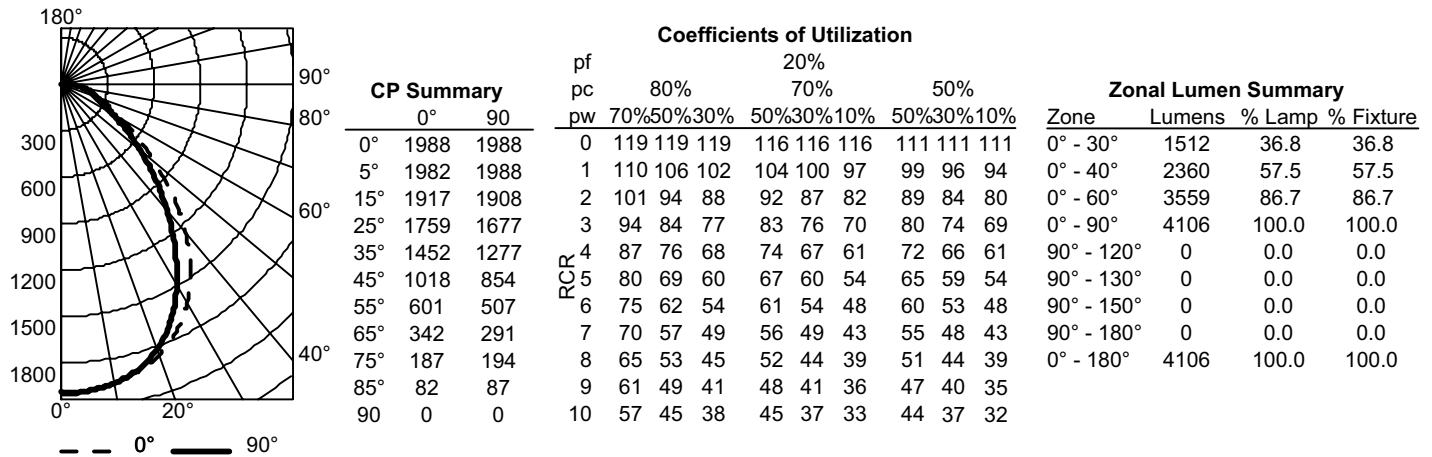 180°
90°
80°
60°
40°
300
600
900
1200
1500
1800
0° 20°
0° 90°
CP Summary
0° 90
0° 1988 1988
5° 1982 1988
15° 1917 1908
25° 1759 1677
35° 1452 1277
45° 1018 854
55° 601 507
65° 342 291
75° 187 194
85° 82 87
90 0 0
Coefficients of Utilization
pf 20%
pc 80% 70% 50%
pw 70%50%30% 50%30%10% 50%30%10%
RCR
0 119 119 119 116 116 116 111 111 111
1 110 106 102 104 100 97 99 96 94
2 101 94 88 92 87 82 89 84 80
3 94 84 77 83 76 70 80 74 69
4 87 76 68 74 67 61 72 66 61
5 80 69 60 67 60 54 65 59 54
6 75 62 54 61 54 48 60 53 48
7 70 57 49 56 49 43 55 48 43
8 65 53 45 52 44 39 51 44 39
9 61 49 41 48 41 36 47 40 35
10 57 45 38 45 37 33 44 37 32
Zonal Lumen Summary
Zone Lumens % Lamp % Fixture
0° - 30° 1512 36.8 36.8
0° - 40° 2360 57.5 57.5
0° - 60° 3559 86.7 86.7
0° - 90° 4106 100.0 100.0
90° - 120° 0 0.0 0.0
90° - 130° 0 0.0 0.0
90° - 150° 0 0.0 0.0
90° - 180° 0 0.0 0.0
0° - 180° 4106 100.0 100.0